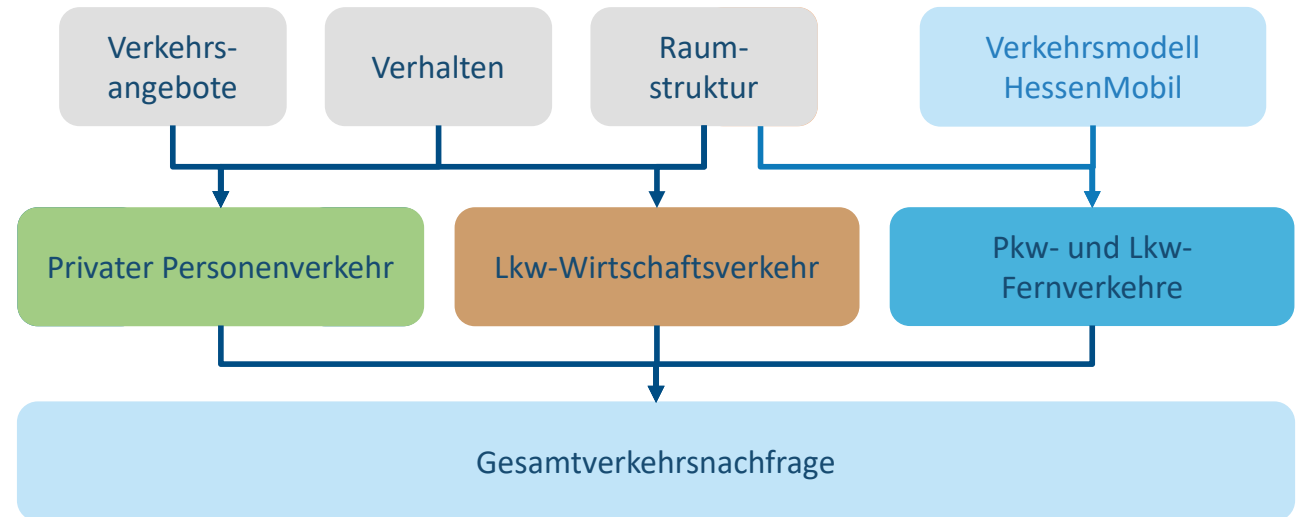 Verkehrs-
angebote
Verhalten
Raum-
struktur
Verkehrsmodell
HessenMobil
Privater Personenverkehr
Lkw-Wirtschaftsverkehr
Pkw- und Lkw-
Fernverkehre
Gesamtverkehrsnachfrage